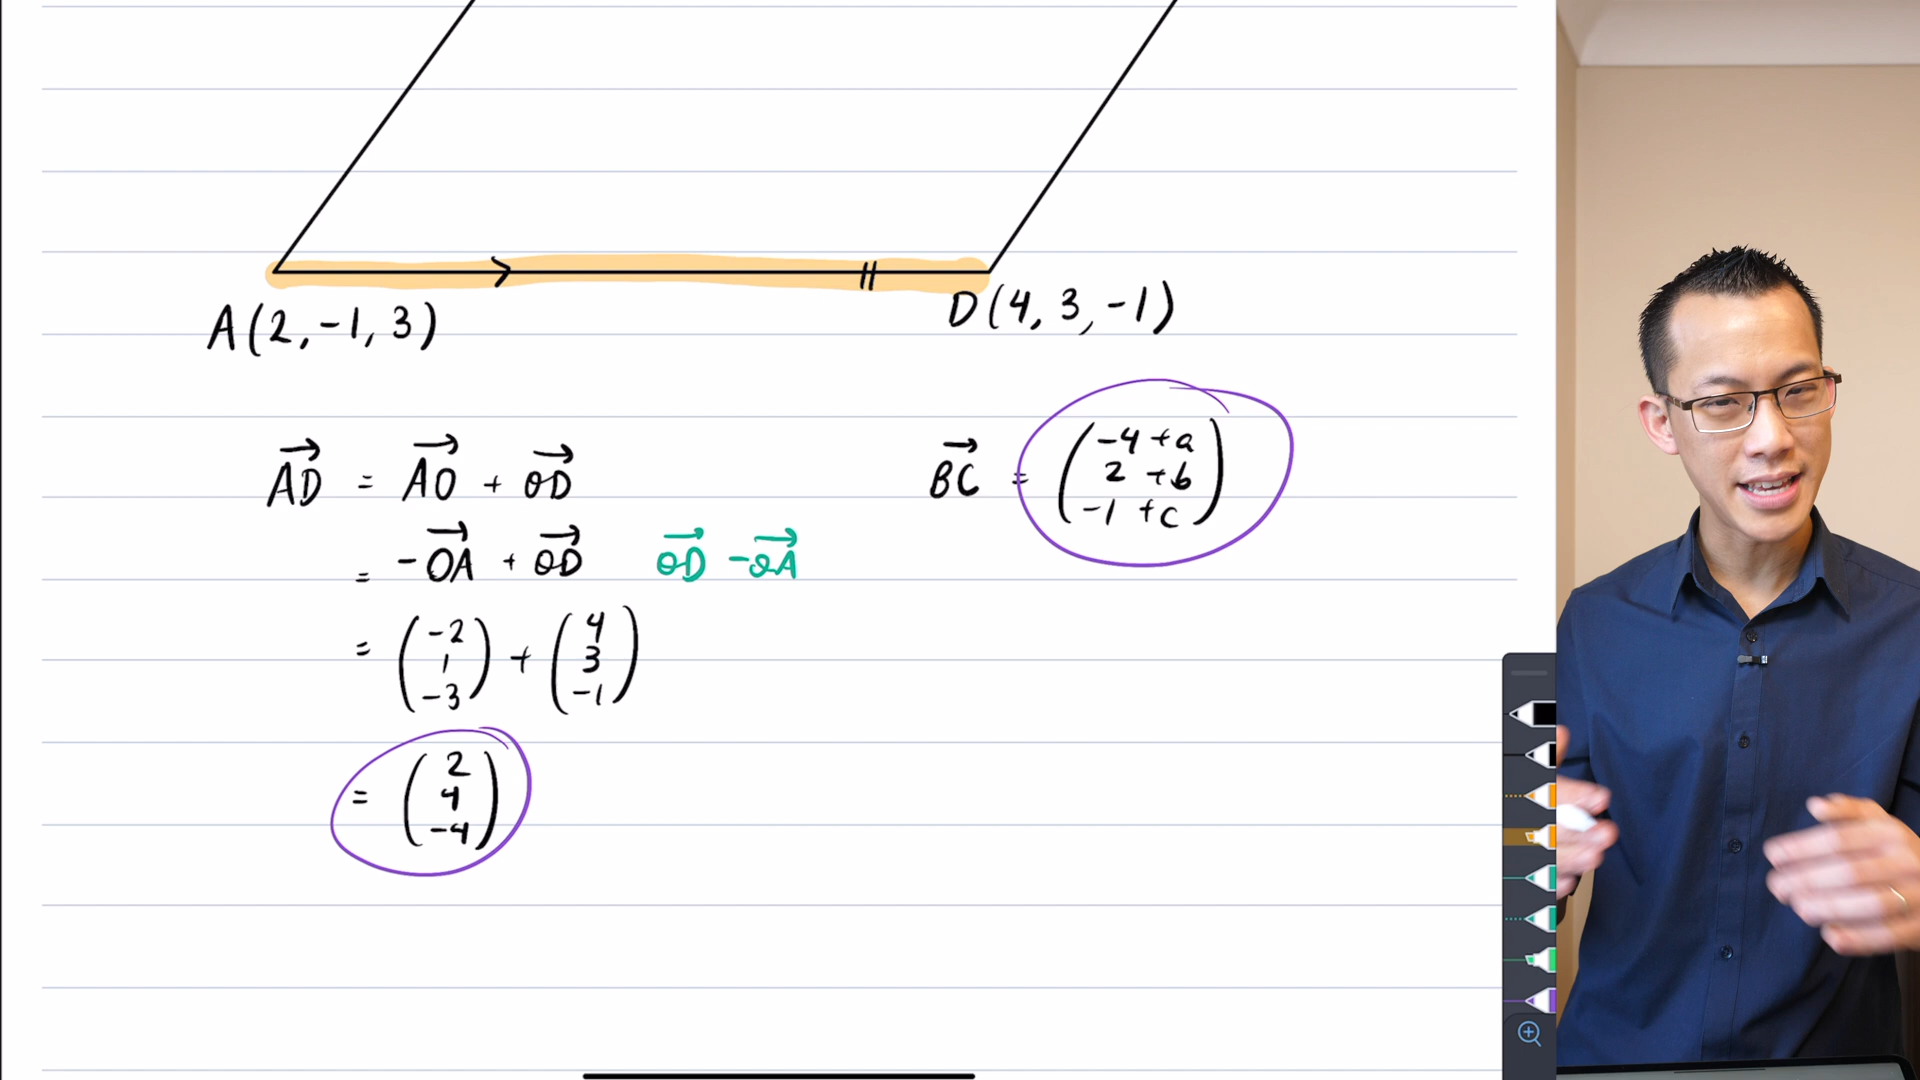 A(2, -1, 3)
D(4, 3, -1)
AD = AO + OD
= -OA + OD
OD - OA
= (-2 1 -3) + (4 3 -1)
= (2 4 -4)
BC = (-4 + a 2 + b -1 + c)